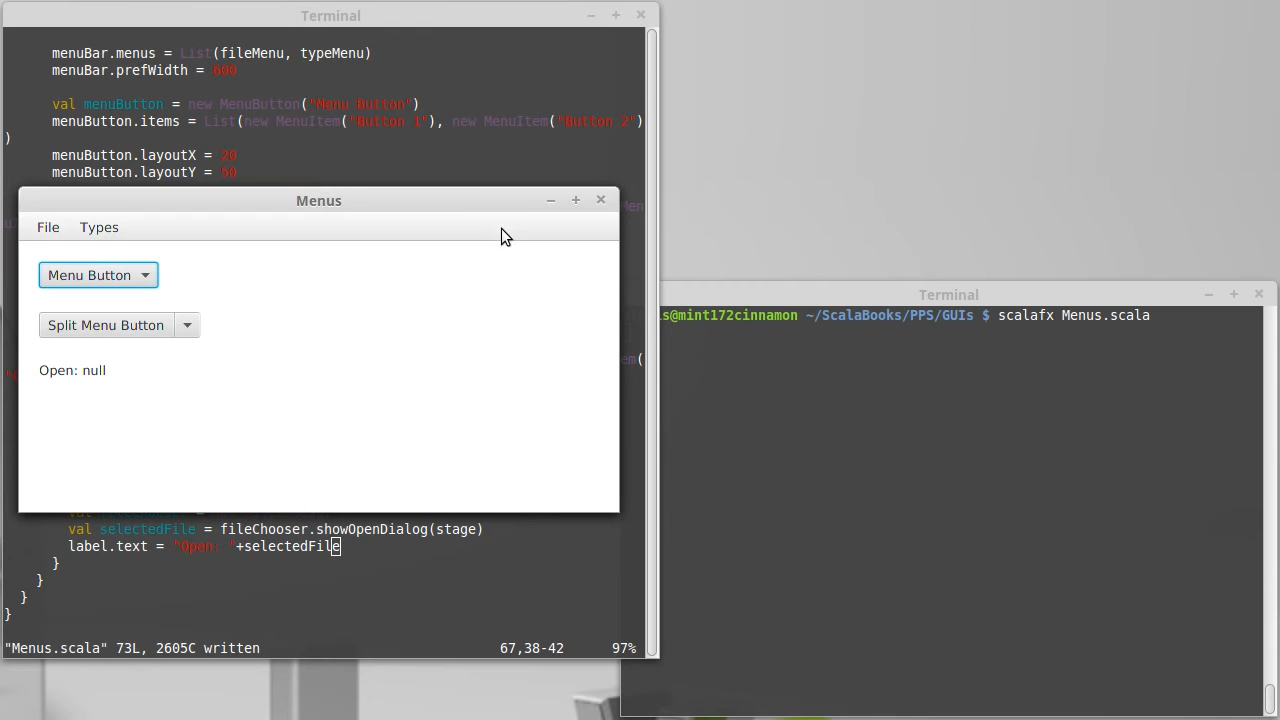 Terminal
menuBar.menus = List(fileMenu, typeMenu)
menuBar.prefWidth = 600
val menuButton = new MenuButton("Menu Button")
menuButton.items = List(new MenuItem("Button 1"), new MenuItem("Button 2")
)
menuButton.layoutX = 20
menuButton.layoutY = 50
Menus
File Types
Menu Button
Split Menu Button
Open: null
val selectedFile = fileChooser.showOpenDialog(stage)
label.text = "Open: "+selectedFile
}
}
}
}
"Menus.scala" 73L, 2605C written 67,38-42 97%
Terminal
s@mint172cinnamon ~/ScalaBooks/PPS/GUIs $ scalafx Menus.scala